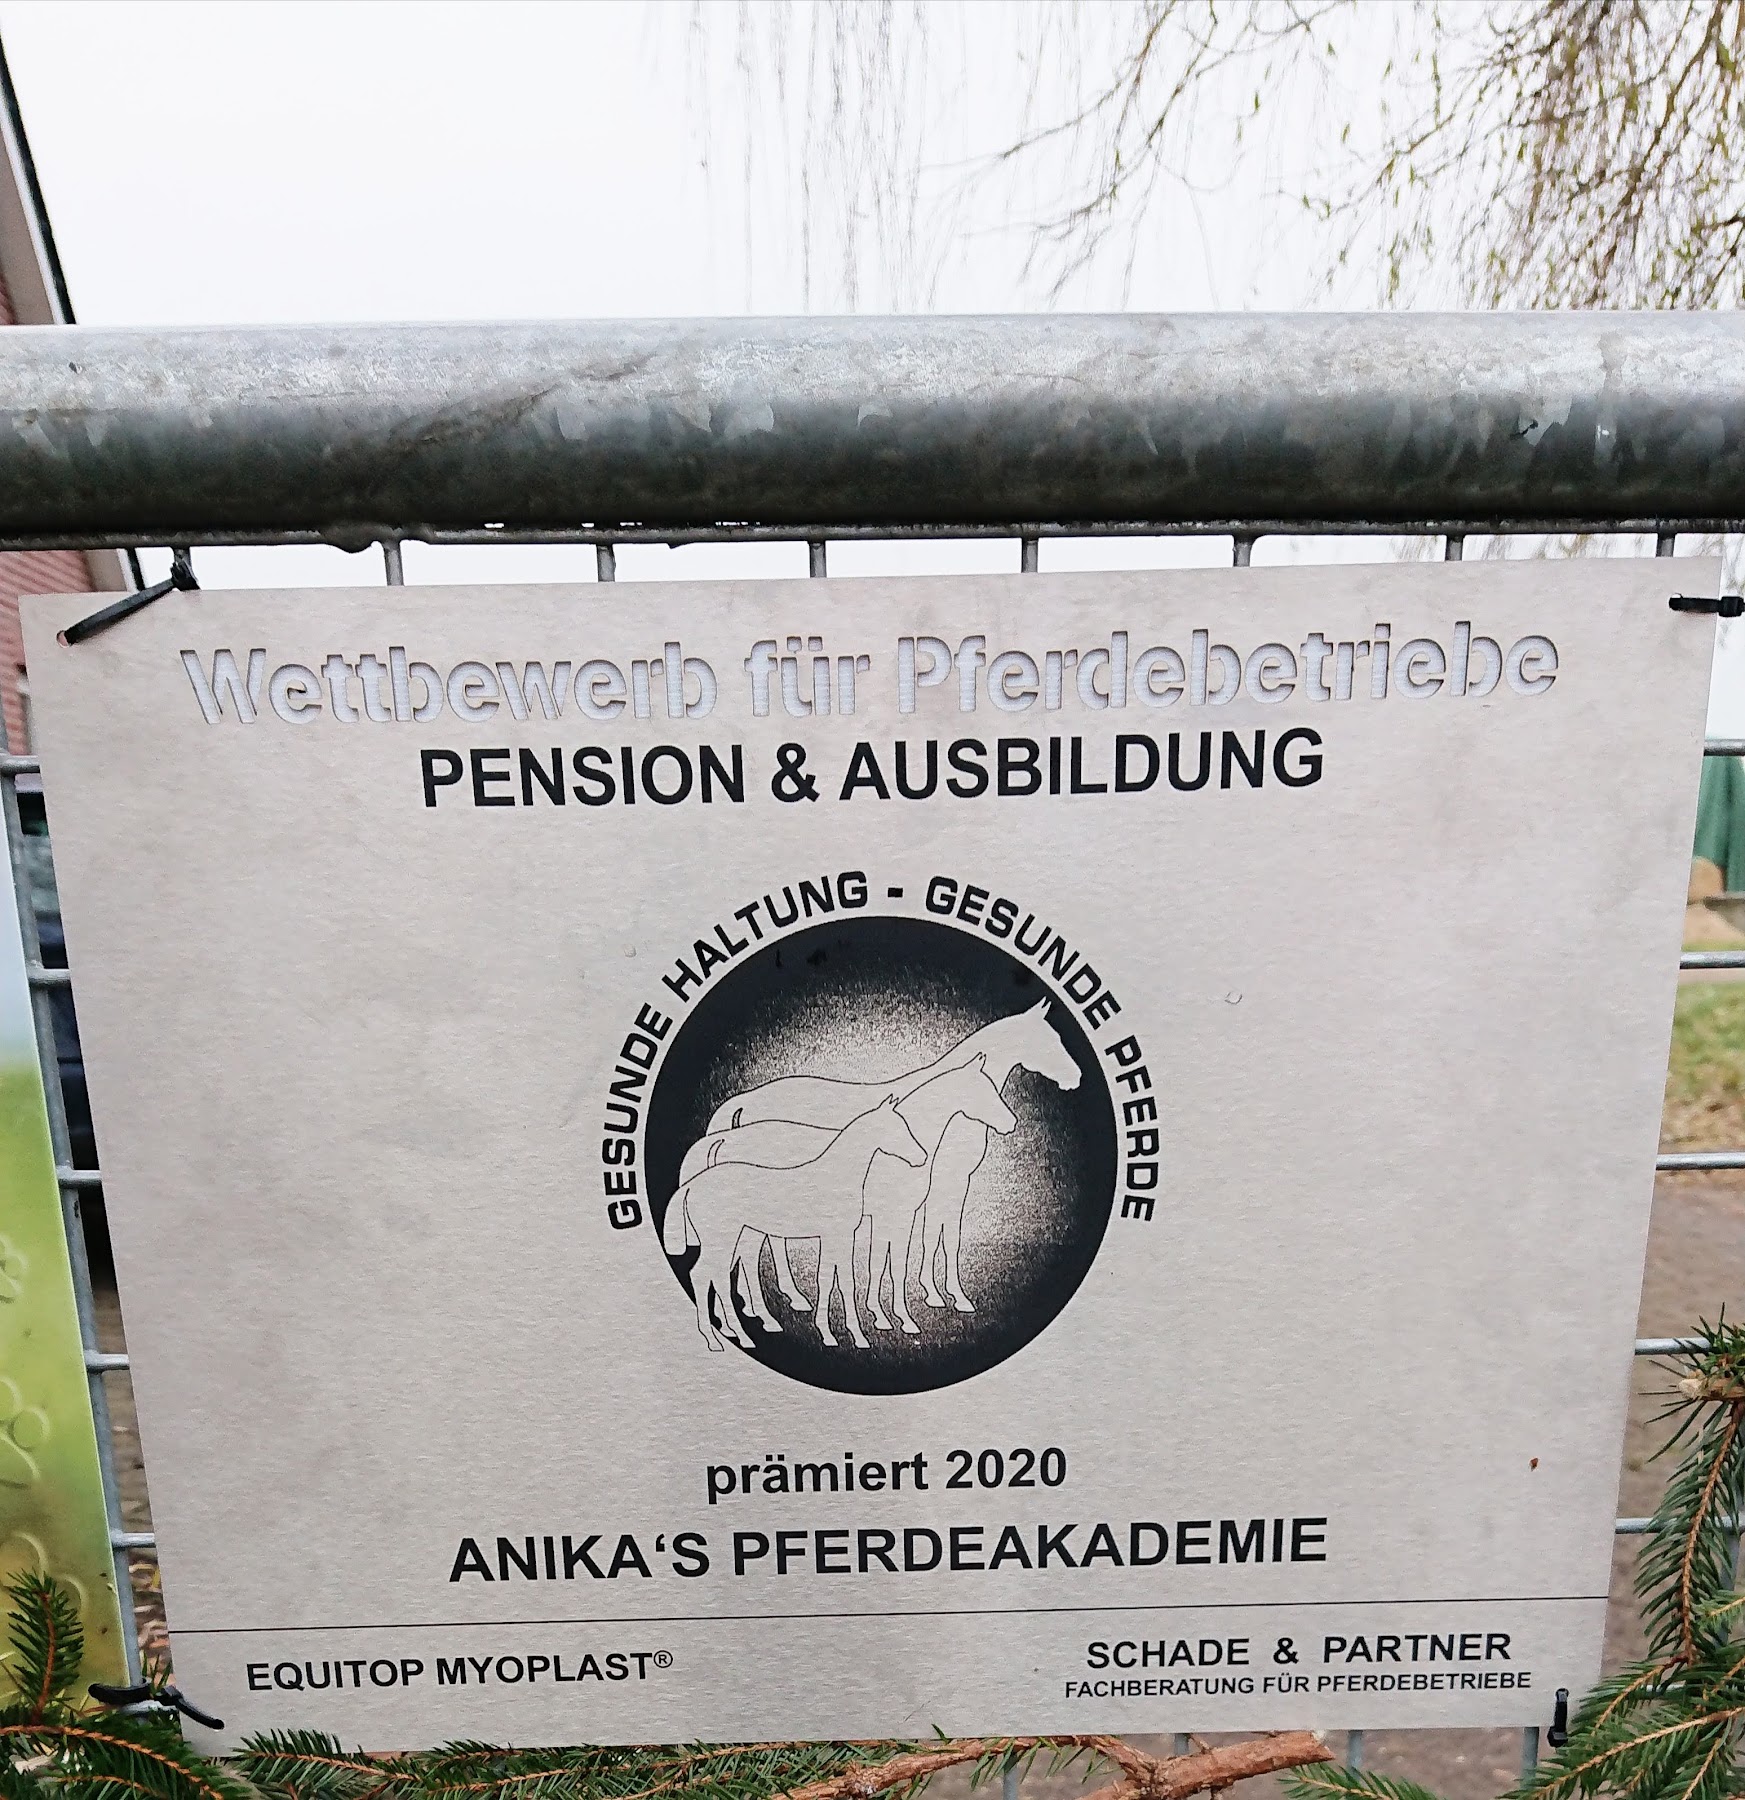 Wettbewerb für Pferdebetriebe
PENSION & AUSBILDUNG
GESUNDE HALTUNG - GESUNDE PFERDE
prämiert 2020
ANIKA‘S PFERDEAKADEMIE
EQUITOP MYOPLAST®
SCHADE & PARTNER
FACHBERATUNG FÜR PFERDEBETRIEBE